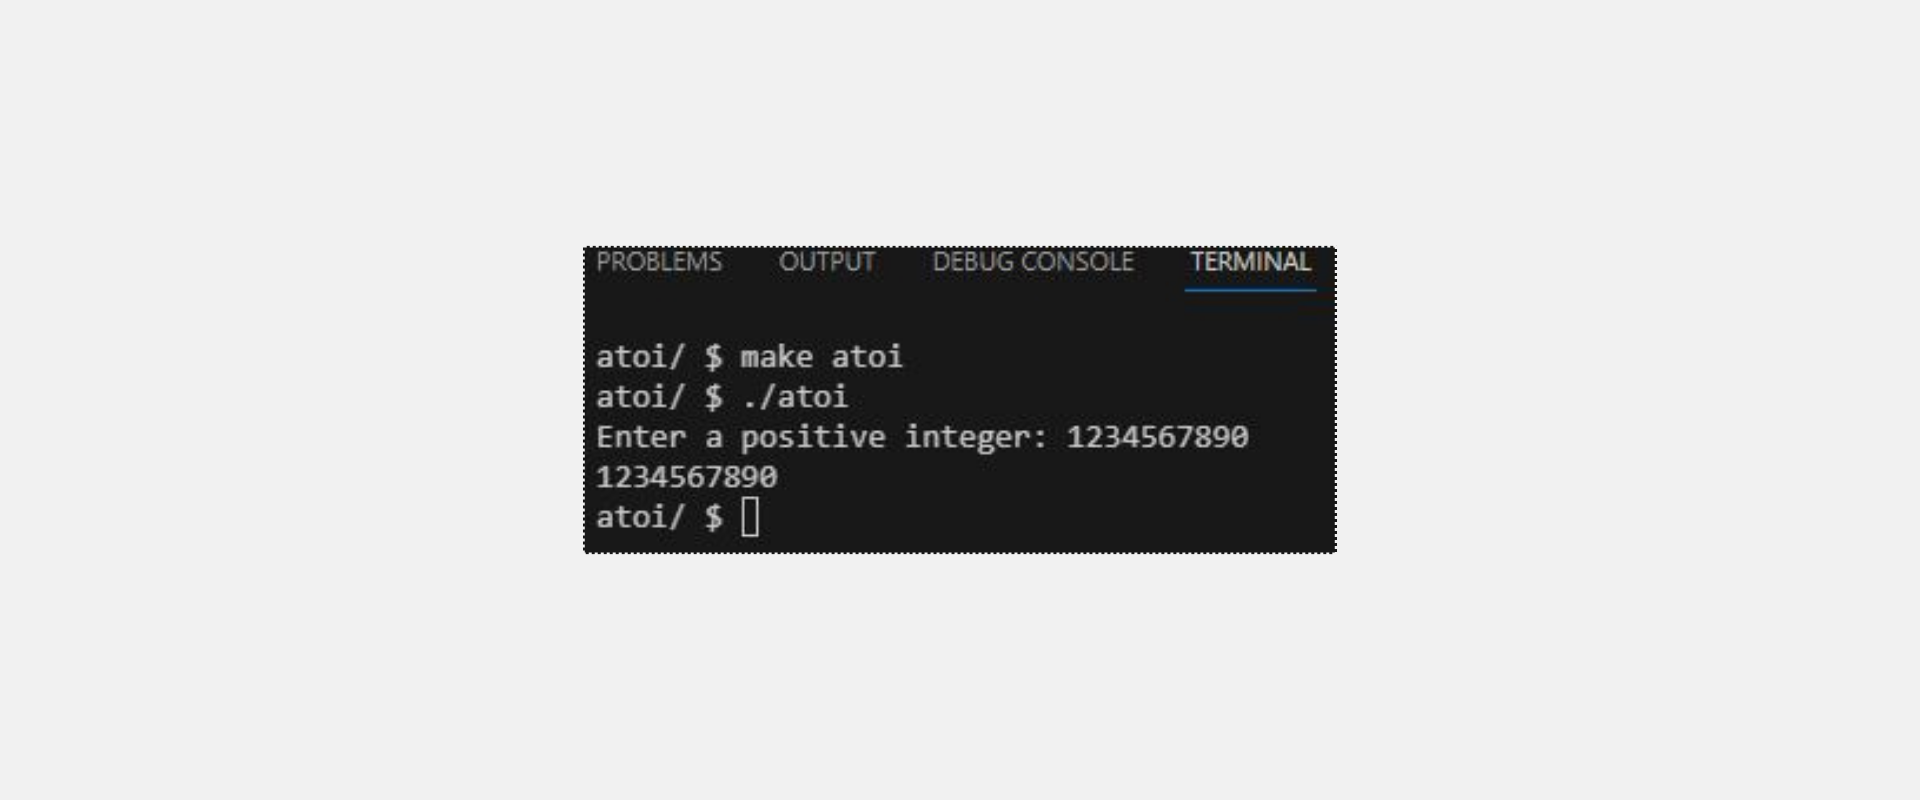 PROBLEMS OUTPUT DEBUG CONSOLE TERMINAL
atoi/ $ make atoi
atoi/ $ ./atoi
Enter a positive integer: 1234567890
1234567890
atoi/ $